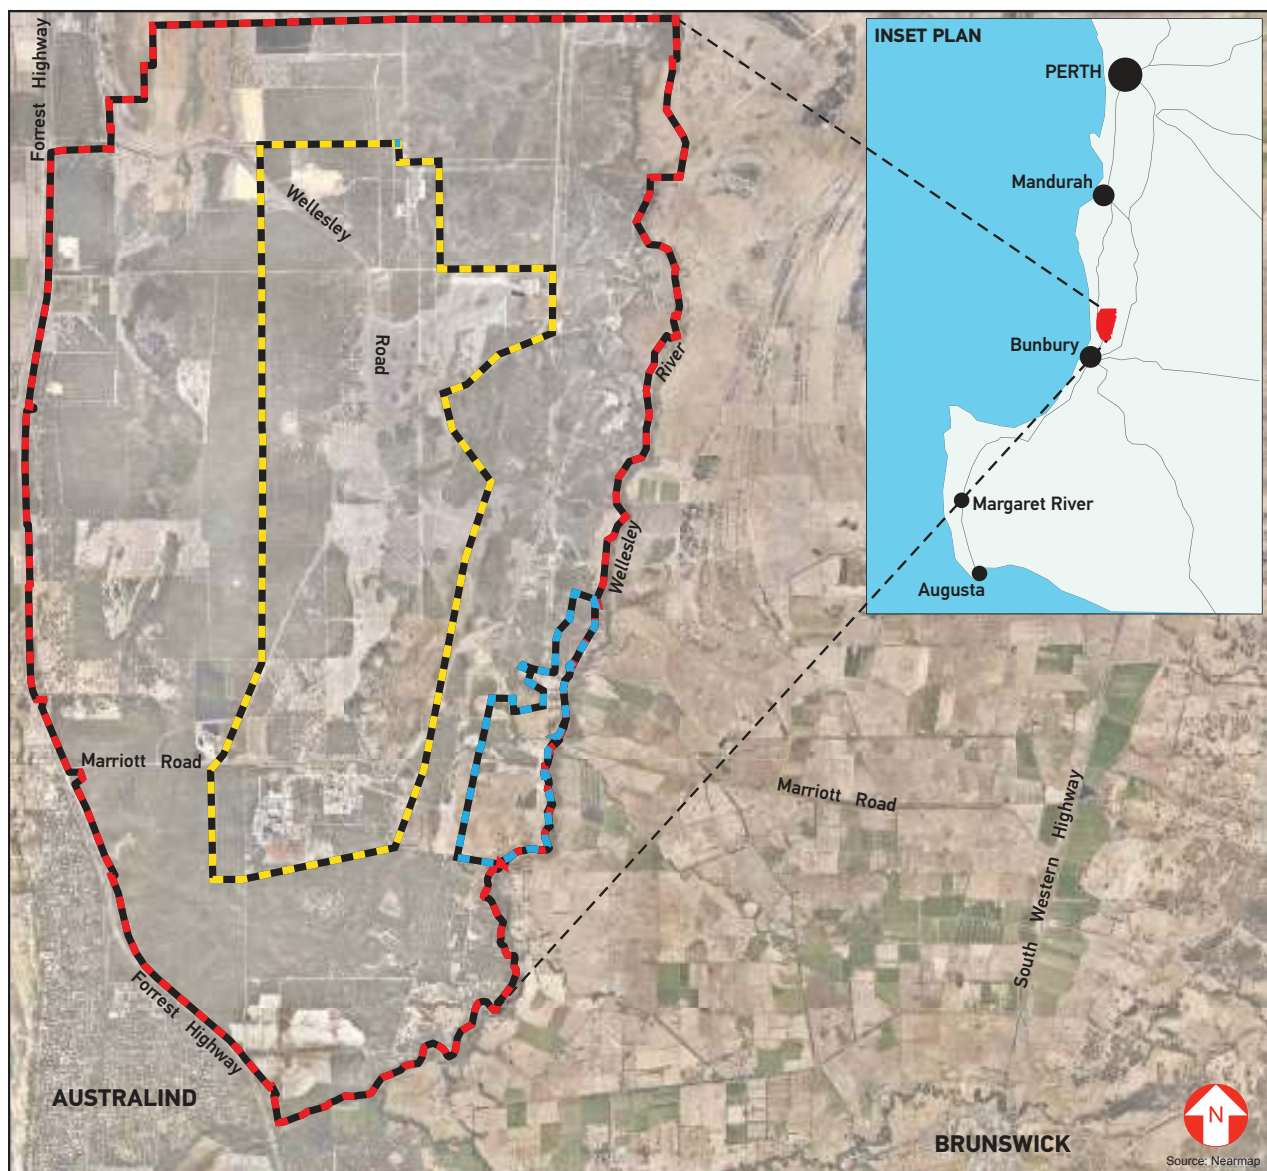 Forrest Highway
INSET PLAN
PERTH
Mandurah
Bunbury
Margaret River
Augusta
Wellesley
Road
River
Wellesley
Marriott Road
Marriott Road
South Western Highway
Forrest Highway
AUSTRALIND
BRUNSWICK
N
Source: Nearmap